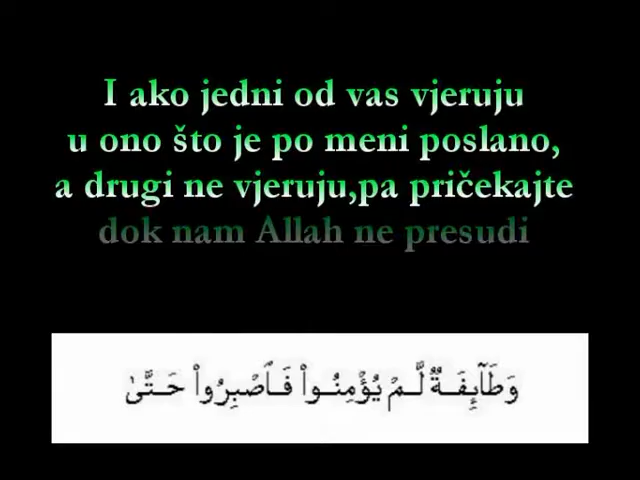 I ako jedni od vas vjeruju
u ono što je po meni poslano,
a drugi ne vjeruju,pa pričekajte
dok nam Allah ne presudi
وَطَآئِفَةٌ لَّمْ يُؤْمِنُوا۟ فَٱصْبِرُوا۟ حَتَّىٰ